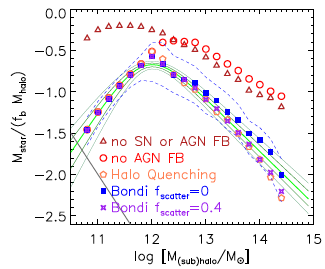 0.0
−0.5
−1.0
−1.5
−2.0
−2.5
M_star/(f_b M_halo)
no SN or AGN FB
no AGN FB
Halo Quenching
Bondi f_scatter=0
Bondi f_scatter=0.4
11 12 13 14 15
log [M_(sub)halo/M_⊙]